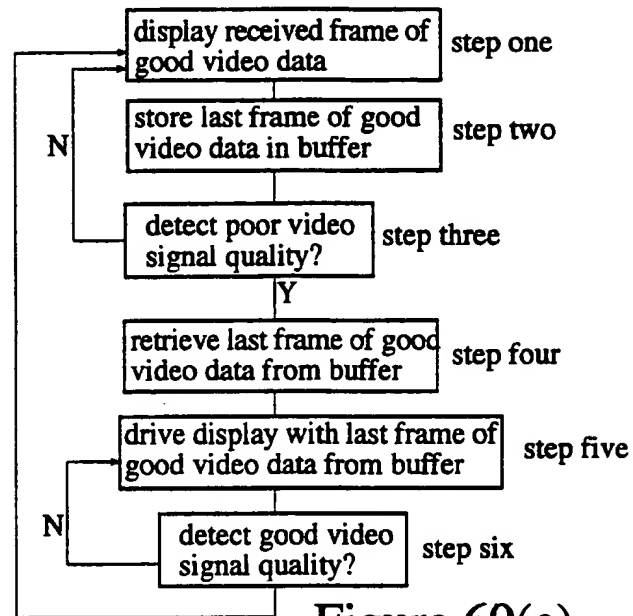 display received frame of
good video data
step one
store last frame of good
video data in buffer
step two
N
detect poor video
signal quality?
step three
Y
retrieve last frame of good
video data from buffer
step four
drive display with last frame of
good video data from buffer
step five
N
detect good video
signal quality?
step six